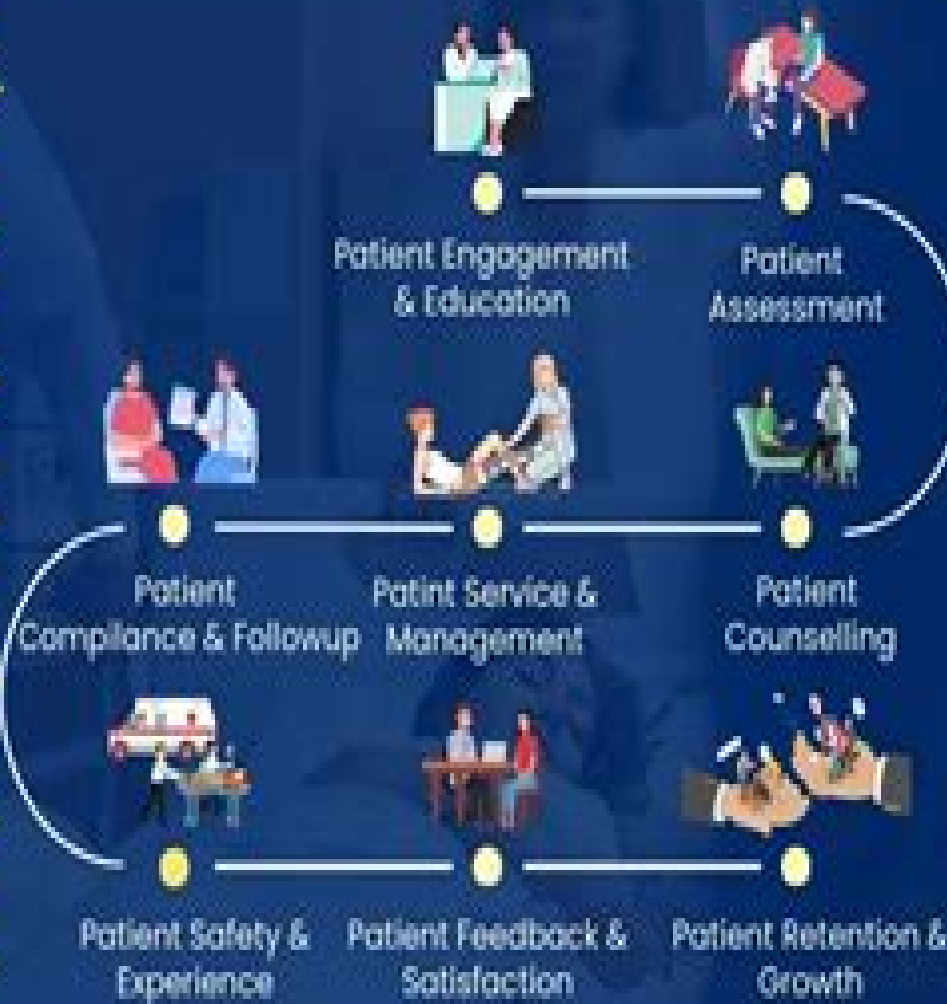 Patient Engagement
& Education
Patient
Assessment
Patient
Compilance & Followup
Patint Service &
Management
Patient
Counselling
Patient Safety &
Experience
Patient Feedback &
Satisfaction
Patient Retention &
Growth